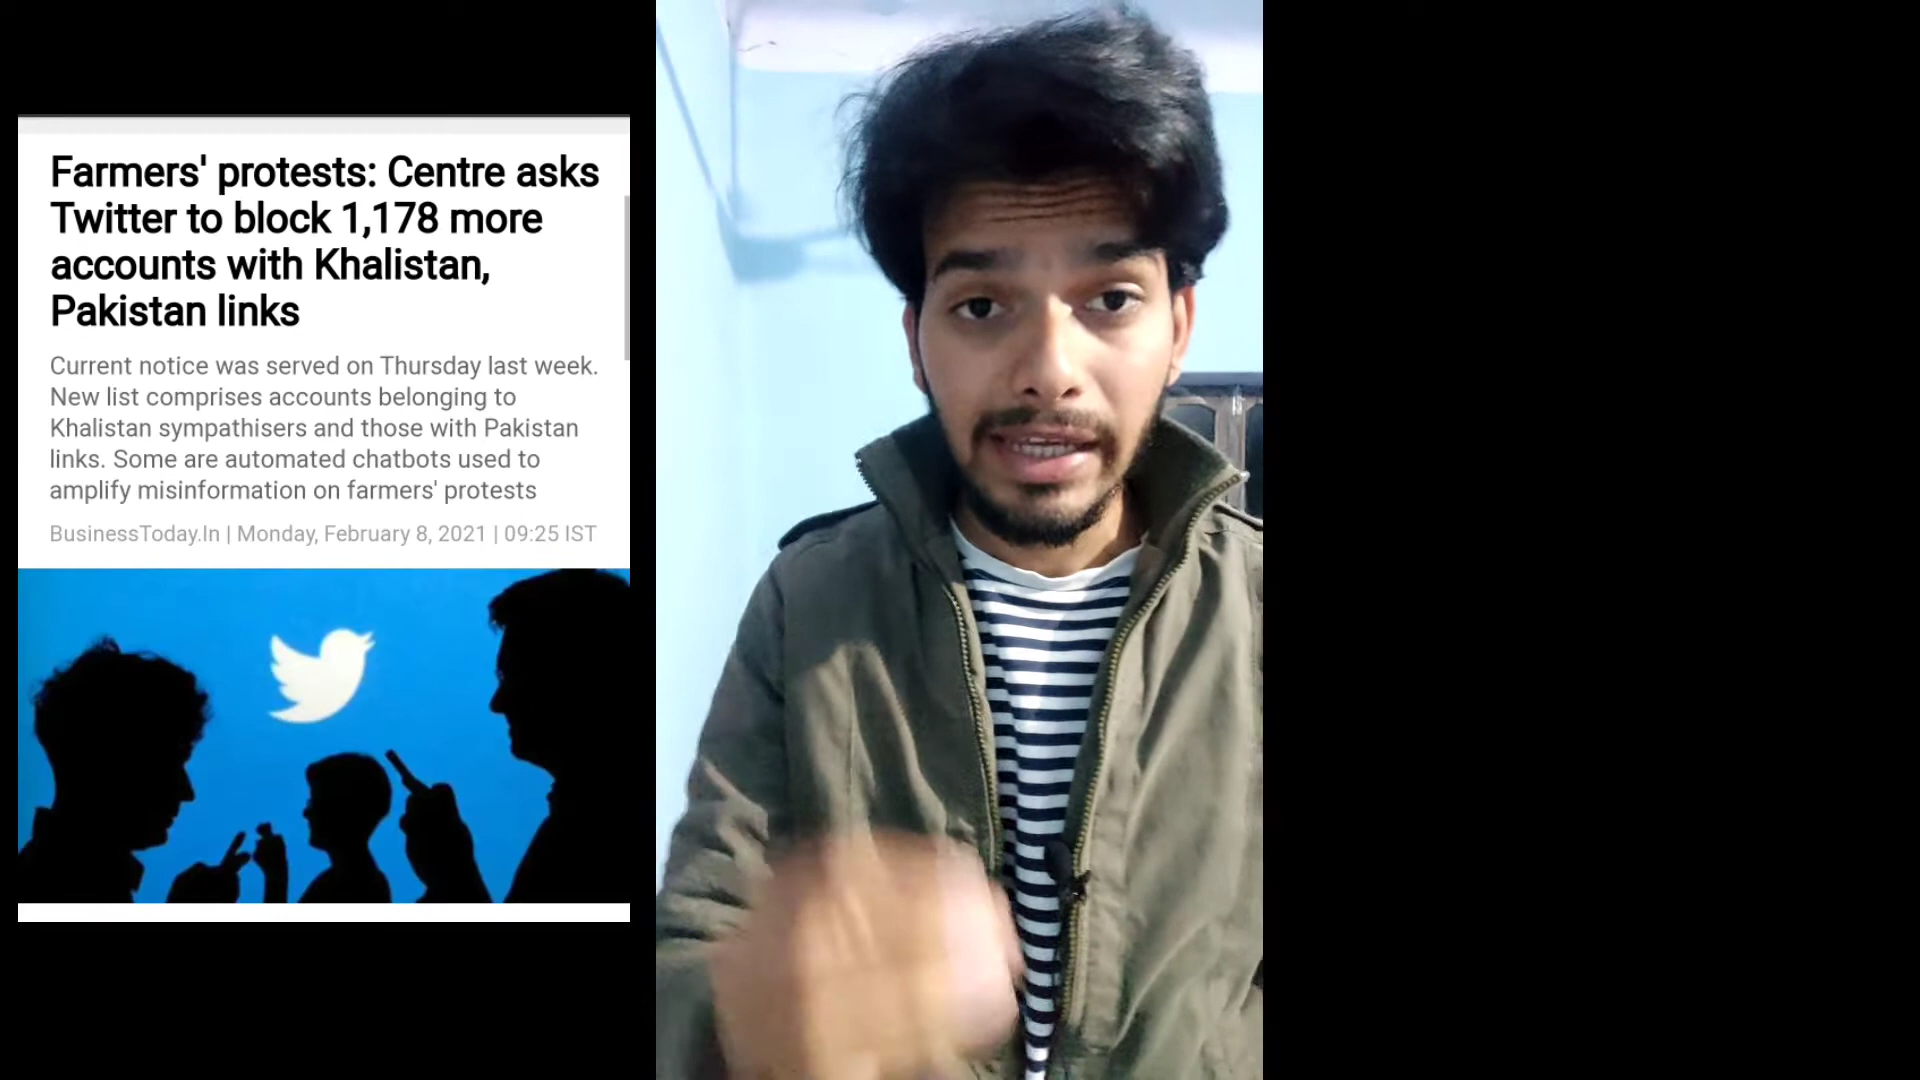 Farmers' protests: Centre asks
Twitter to block 1,178 more
accounts with Khalistan,
Pakistan links
Current notice was served on Thursday last week.
New list comprises accounts belonging to
Khalistan sympathisers and those with Pakistan
links. Some are automated chatbots used to
amplify misinformation on farmers' protests
BusinessToday.In | Monday, February 8, 2021 | 09:25 IST